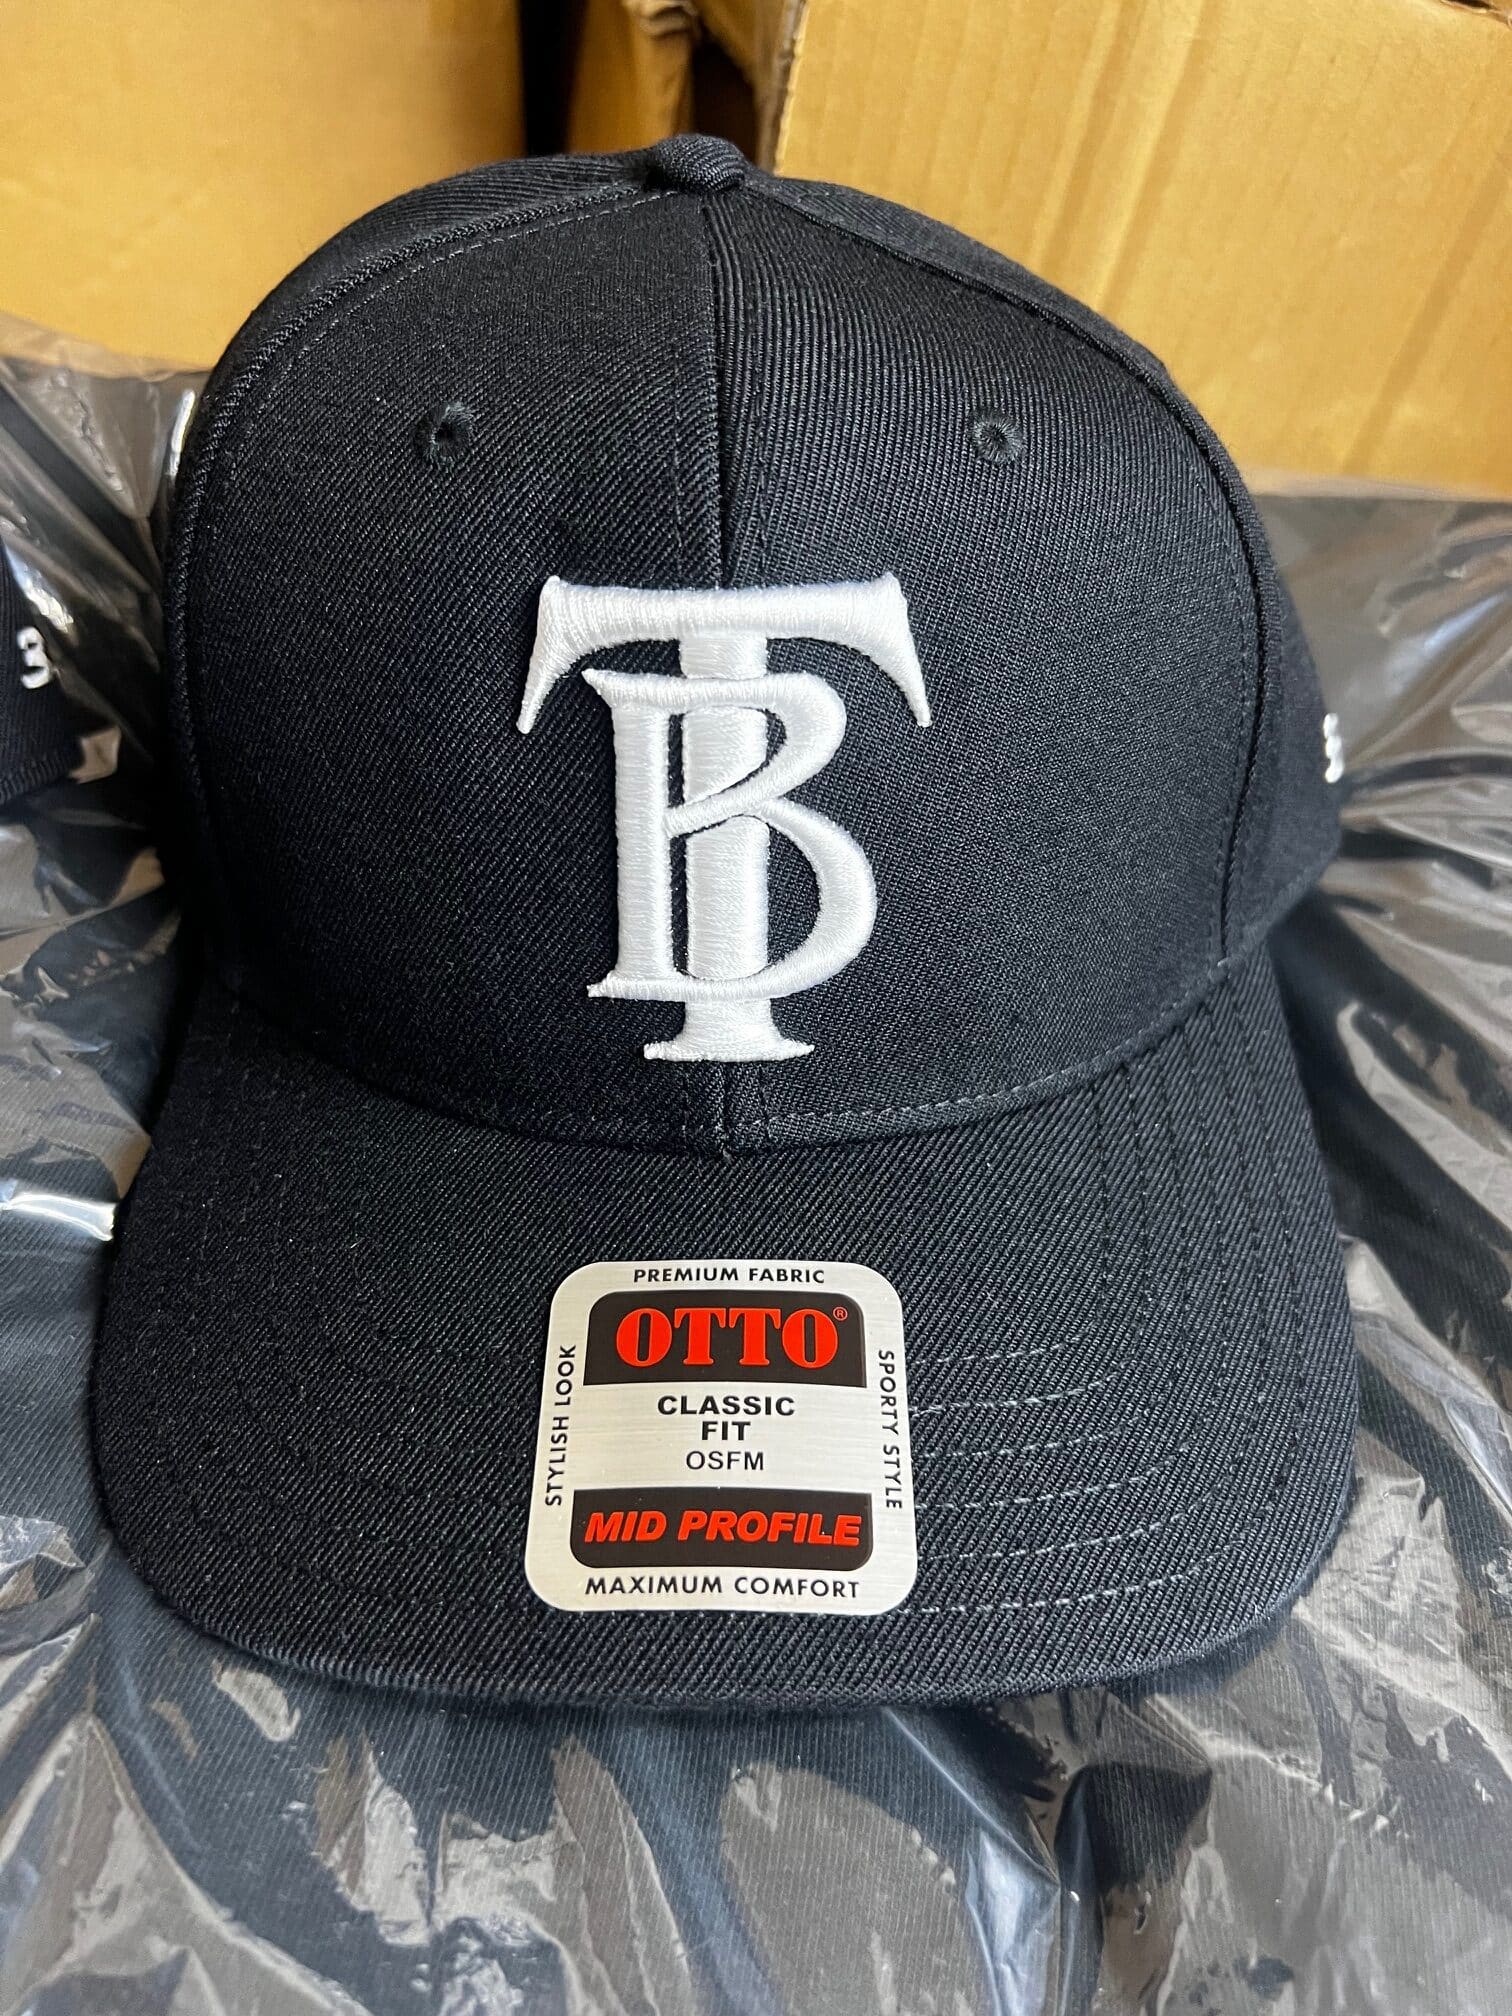 TB
PREMIUM FABRIC
OTTO®
STYLISH LOOK
CLASSIC
FIT
OSFM
SPORTY STYLE
MID PROFILE
MAXIMUM COMFORT